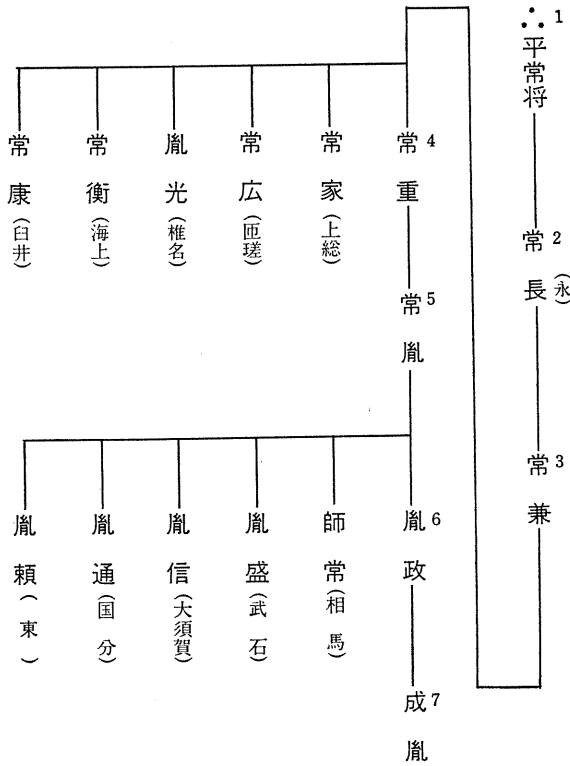 1 平常将
2 常長(永)
3 常兼
4 常重
常家(上総)
常広(匝瑳)
胤光(椎名)
常衡(海上)
常康(臼井)
5 常胤
6 胤政
師常(相馬)
胤盛(武石)
胤信(大須賀)
胤通(国分)
胤頼(東)
7 成胤